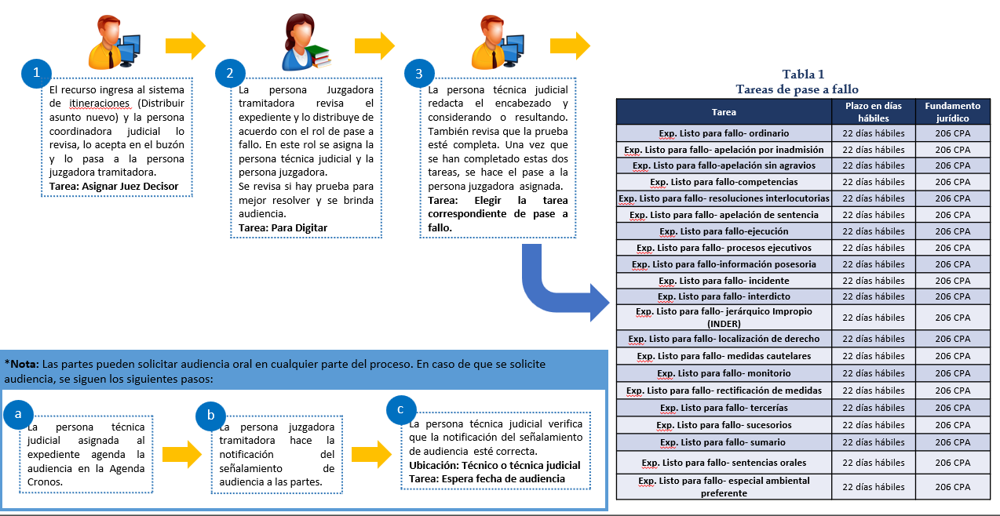 1
El recurso ingresa al sistema
de itineraciones (Distribuir
asunto nuevo) y la persona
coordinadora judicial lo
revisa, lo acepta en el buzón
y lo pasa a la persona
juzgadora tramitadora.
Tarea: Asignar Juez Decisor
2
La persona Juzgadora
tramitadora revisa el
expediente y lo distribuye de
acuerdo con el rol de pase a
fallo. En este rol se asigna la
persona técnica judicial y la
persona juzgadora.
Se revisa si hay prueba para
mejor resolver y se brinda
audiencia.
Tarea: Para Digitar
3
La persona técnica judicial
redacta el encabezado y
considerando o resultando.
También revisa que la prueba
esté completa. Una vez que
se han completado estas dos
tareas, se hace el pase a la
persona juzgadora asignada.
Tarea: Elegir la tarea
correspondiente de pase a
fallo.
Tabla 1
Tareas de pase a fallo
Tarea Plazo en días hábiles Fundamento jurídico
Exp. Listo para fallo- ordinario 22 días hábiles 206 CPA
Exp. Listo para fallo- apelación por inadmisión 22 días hábiles 206 CPA
Exp. Listo para fallo-apelación sin agravios 22 días hábiles 206 CPA
Exp. Listo para fallo-competencias 22 días hábiles 206 CPA
Exp. Listo para fallo- resoluciones interlocutorias 22 días hábiles 206 CPA
Exp. Listo para fallo- apelación de sentencia 22 días hábiles 206 CPA
Exp. Listo para fallo-ejecución 22 días hábiles 206 CPA
Exp. Listo para fallo- procesos ejecutivos 22 días hábiles 206 CPA
Exp. Listo para fallo-información posesoria 22 días hábiles 206 CPA
Exp. Listo para fallo- incidente 22 días hábiles 206 CPA
Exp. Listo para fallo- interdicto 22 días hábiles 206 CPA
Exp. Listo para fallo- jerárquico Impropio
(INDER) 22 días hábiles 206 CPA
Exp. Listo para fallo- localización de derecho 22 días hábiles 206 CPA
Exp. Listo para fallo- medidas cautelares 22 días hábiles 206 CPA
Exp. Listo para fallo- monitorio 22 días hábiles 206 CPA
Exp. Listo para fallo- rectificación de medidas 22 días hábiles 206 CPA
Exp. Listo para fallo- tercerías 22 días hábiles 206 CPA
Exp. Listo para fallo- sucesorios 22 días hábiles 206 CPA
Exp. Listo para fallo- sumario 22 días hábiles 206 CPA
Exp. Listo para fallo- sentencias orales 22 días hábiles 206 CPA
Exp. Listo para fallo- especial ambiental
preferente 22 días hábiles 206 CPA
*Nota: Las partes pueden solicitar audiencia oral en cualquier parte del proceso. En caso de que se solicite
audiencia, se siguen los siguientes pasos:
a
La persona técnica
judicial asignada al
expediente agenda la
audiencia en la Agenda
Cronos.
b
La persona juzgadora
tramitadora hace la
notificación del
señalamiento de
audiencia a las partes.
c
La persona técnica judicial verifica
que la notificación del señalamiento
de audiencia esté correcta.
Ubicación: Técnico o técnica judicial
Tarea: Espera fecha de audiencia